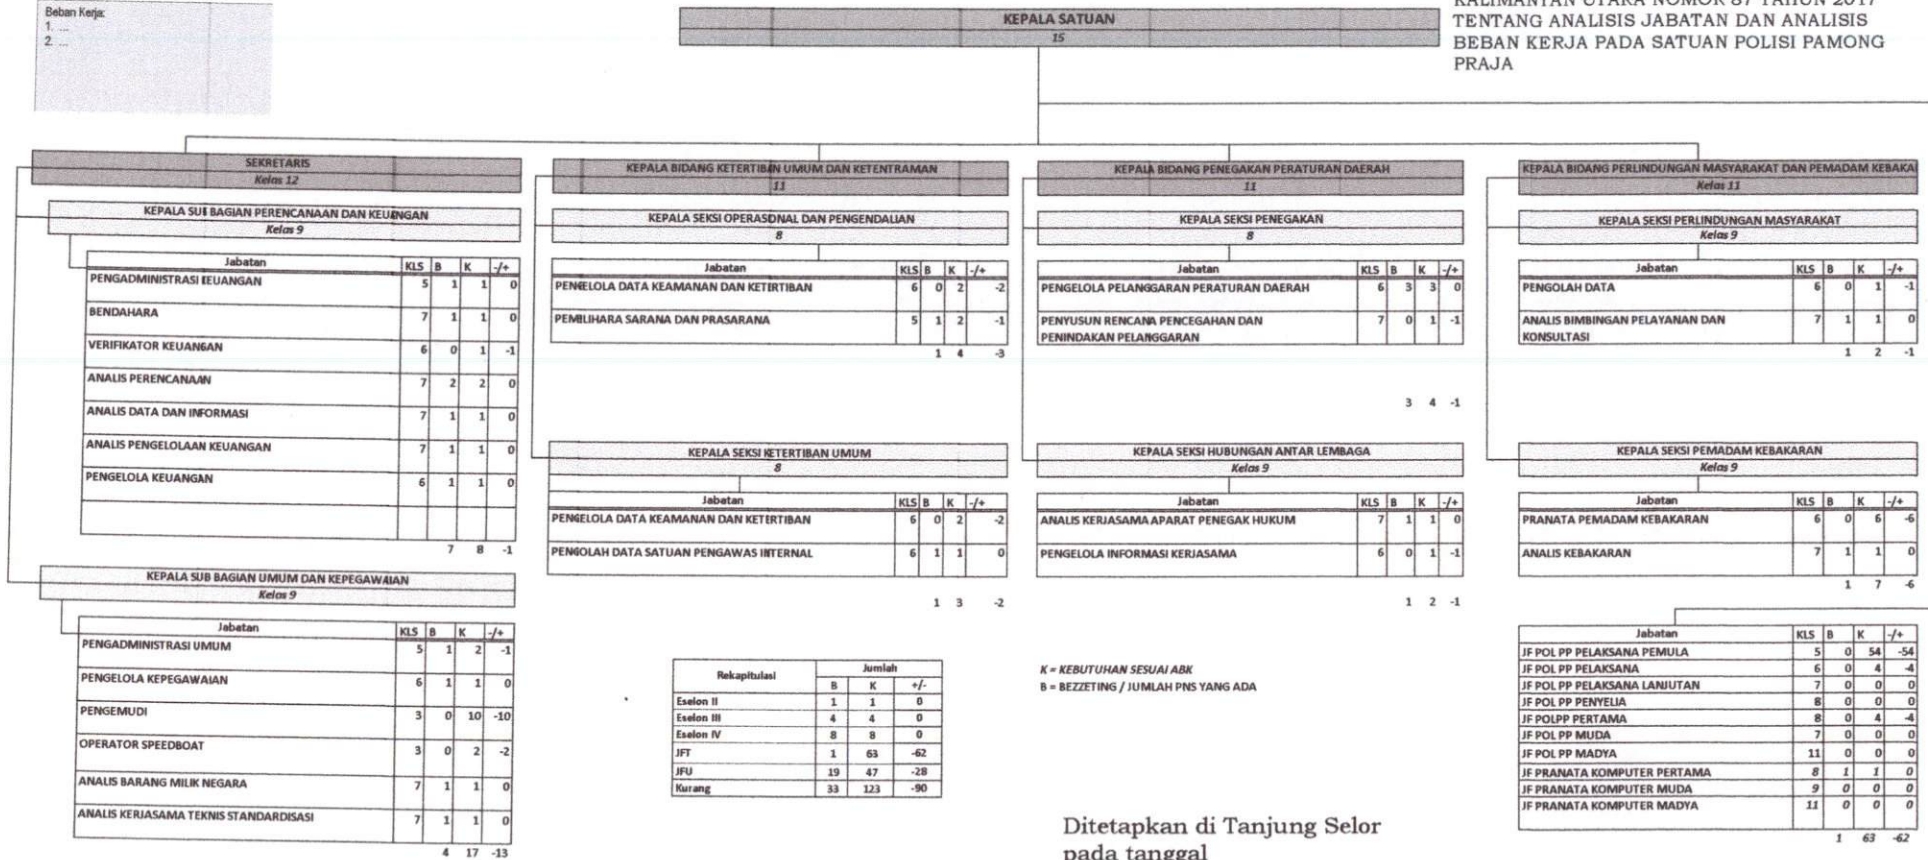 Beban Kerja:
1. ...
2. ...
KEPALA SATUAN
15
KALIMANTAN UTARA NOMOR 87 TAHUN 2017
TENTANG ANALISIS JABATAN DAN ANALISIS
BEBAN KERJA PADA SATUAN POLISI PAMONG
PRAJA
SEKRETARIS
Kelas 12
KEPALA SUB BAGIAN PERENCANAAN DAN KEUANGAN
Kelas 9
Jabatan KLS B K -/+
PENGADMINISTRASI KEUANGAN 5 1 1 0
BENDAHARA 7 1 1 0
VERIFIKATOR KEUANGAN 6 0 1 -1
ANALIS PERENCANAAN 7 2 2 0
ANALIS DATA DAN INFORMASI 7 1 1 0
ANALIS PENGELOLAAN KEUANGAN 7 1 1 0
PENGELOLA KEUANGAN 6 1 1 0
7 8 -1
KEPALA SUB BAGIAN UMUM DAN KEPEGAWAIAN
Kelas 9
Jabatan KLS B K -/+
PENGADMINISTRASI UMUM 5 1 2 -1
PENGELOLA KEPEGAWAIAN 6 1 1 0
PENGEMUDI 3 0 10 -10
OPERATOR SPEEDBOAT 3 0 2 -2
ANALIS BARANG MILIK NEGARA 7 1 1 0
ANALIS KERJASAMA TEKNIS STANDARDISASI 7 1 1 0
4 17 -13
KEPALA BIDANG KETERTIBAN UMUM DAN KETENTRAMAN
11
KEPALA SEKSI OPERASONAL DAN PENGENDALIAN
8
Jabatan KLS B K -/+
PENGELOLA DATA KEAMANAN DAN KETERTIBAN 6 0 2 -2
PEMELIHARA SARANA DAN PRASARANA 5 1 2 -1
1 4 -3
KEPALA SEKSI KETERTIBAN UMUM
8
Jabatan KLS B K -/+
PENGELOLA DATA KEAMANAN DAN KETERTIBAN 6 0 2 -2
PENGOLAH DATA SATUAN PENGAWAS INTERNAL 6 1 1 0
1 3 -2
Rekapitulasi Jumlah
B K +/-
Eselon II 1 1 0
Eselon III 4 4 0
Eselon IV 8 8 0
JFT 1 63 -62
JFU 19 47 -28
Kurang 33 123 -90
KEPALA BIDANG PENEGAKAN PERATURAN DAERAH
11
KEPALA SEKSI PENEGAKAN
8
Jabatan KLS B K -/+
PENGELOLA PELANGGARAN PERATURAN DAERAH 6 3 3 0
PENYUSUN RENCANA PENCEGAHAN DAN 7 0 1 -1
PENINDAKAN PELANGGARAN
3 4 -1
KEPALA SEKSI HUBUNGAN ANTAR LEMBAGA
Kelas 9
Jabatan KLS B K -/+
ANALIS KERJASAMA APARAT PENEGAK HUKUM 7 1 1 0
PENGELOLA INFORMASI KERJASAMA 6 0 1 -1
1 2 -1
K = KEBUTUHAN SESUAI ABK
B = BEZZETING / JUMLAH PNS YANG ADA
Ditetapkan di Tanjung Selor
pada tanggal
KEPALA BIDANG PERLINDUNGAN MASYARAKAT DAN PEMADAM KEBAKA
Kelas 11
KEPALA SEKSI PERLINDUNGAN MASYARAKAT
Kelas 9
Jabatan KLS B K -/+
PENGOLAH DATA 6 0 1 -1
ANALIS BIMBINGAN PELAYANAN DAN 7 1 1 0
KONSULTASI
1 2 -1
KEPALA SEKSI PEMADAM KEBAKARAN
Kelas 9
Jabatan KLS B K -/+
PRANATA PEMADAM KEBAKARAN 6 0 6 -6
ANALIS KEBAKARAN 7 1 1 0
1 7 -6
Jabatan KLS B K -/+
JF POL PP PELAKSANA PEMULA 5 0 54 -54
JF POL PP PELAKSANA 6 0 4 -4
JF POL PP PELAKSANA LANJUTAN 7 0 0 0
JF POL PP PENYELIA 8 0 0 0
JF POLPP PERTAMA 8 0 4 -4
JF POL PP MUDA 7 0 0 0
JF POL PP MADYA 11 0 0 0
JF PRANATA KOMPUTER PERTAMA 8 1 1 0
JF PRANATA KOMPUTER MUDA 9 0 0 0
JF PRANATA KOMPUTER MADYA 11 0 0 0
1 63 -62